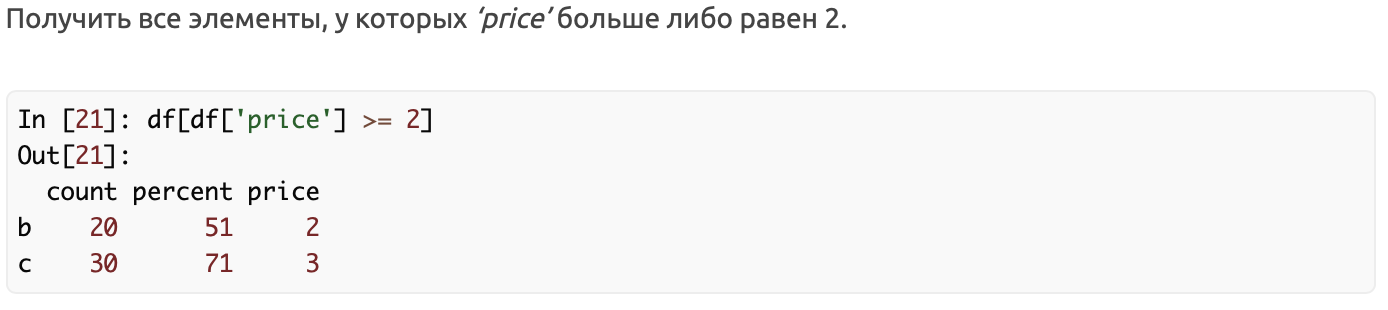 Получить все элементы, у которых ‘price’ больше либо равен 2.
In [21]: df[df['price'] >= 2]
Out[21]:
  count percent price
b    20      51     2
c    30      71     3